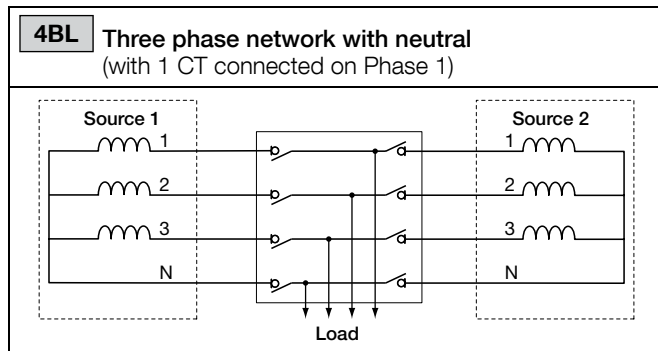 4BL Three phase network with neutral
(with 1 CT connected on Phase 1)
Source 1
Source 2
1
1
2
2
3
3
N
N
Load